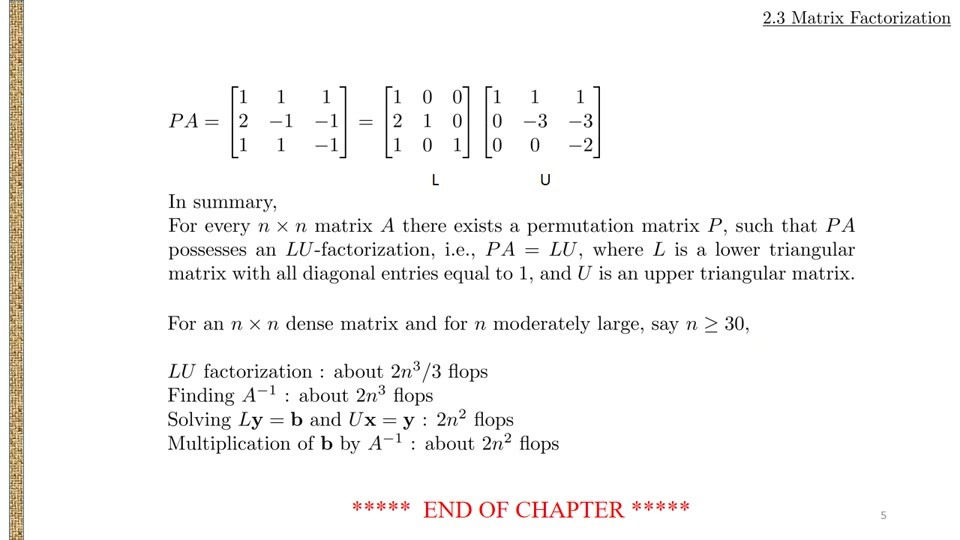 2.3 Matrix Factorization
PA = [1 1 1; 2 −1 −1; 1 1 −1] = [1 0 0; 2 1 0; 1 0 1] [1 1 1; 0 −3 −3; 0 0 −2]
L U
In summary,
For every n × n matrix A there exists a permutation matrix P, such that PA
possesses an LU-factorization, i.e., PA = LU, where L is a lower triangular
matrix with all diagonal entries equal to 1, and U is an upper triangular matrix.
For an n × n dense matrix and for n moderately large, say n ≥ 30,
LU factorization : about 2n³/3 flops
Finding A⁻¹ : about 2n³ flops
Solving Ly = b and Ux = y : 2n² flops
Multiplication of b by A⁻¹ : about 2n² flops
***** END OF CHAPTER *****
5